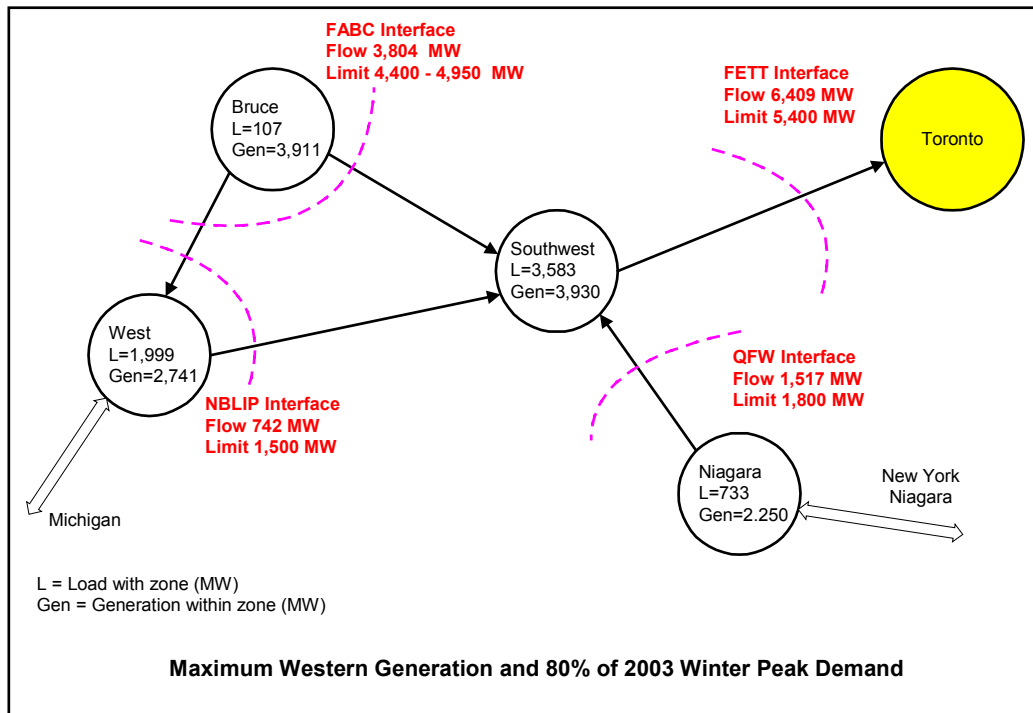 FABC Interface
Flow 3,804 MW
Limit 4,400 - 4,950 MW
FETT Interface
Flow 6,409 MW
Limit 5,400 MW
Bruce
L=107
Gen=3,911
Toronto
Southwest
L=3,583
Gen=3,930
West
L=1,999
Gen=2,741
QFW Interface
Flow 1,517 MW
Limit 1,800 MW
NBLIP Interface
Flow 742 MW
Limit 1,500 MW
Niagara
L=733
Gen=2.250
New York
Niagara
Michigan
L = Load with zone (MW)
Gen = Generation within zone (MW)
Maximum Western Generation and 80% of 2003 Winter Peak Demand